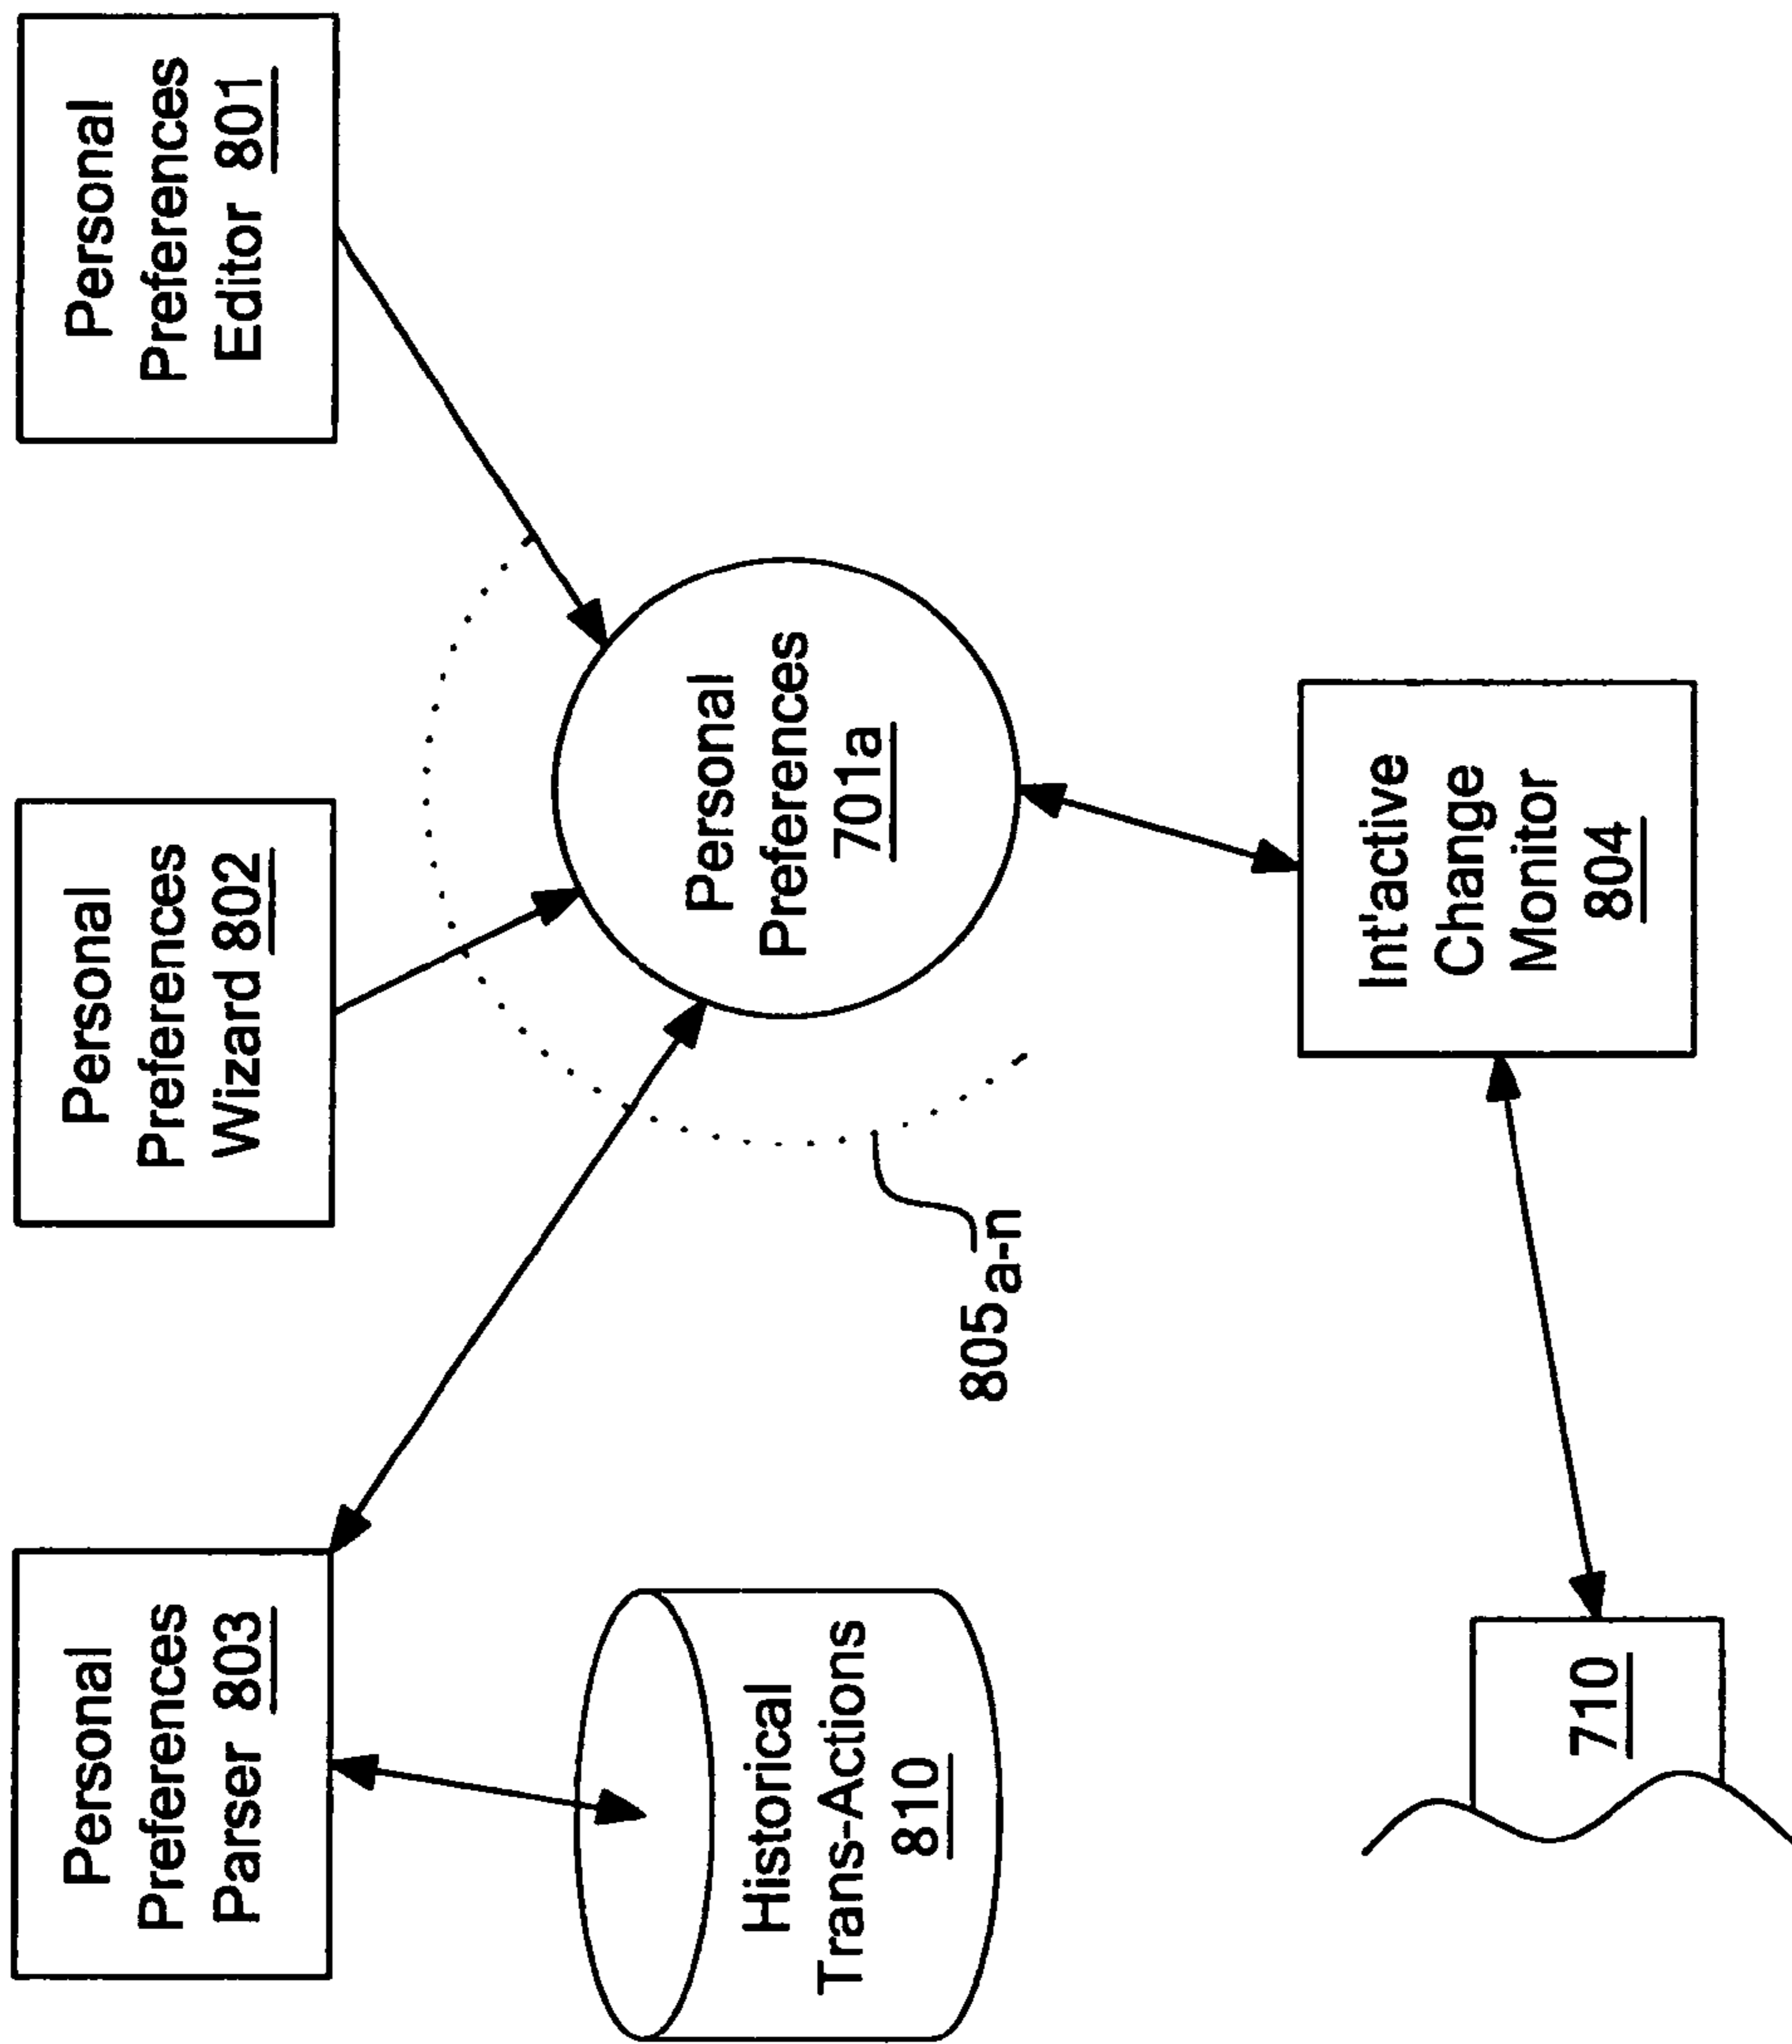 Personal
Preferences
Parser 803
Personal
Preferences
Wizard 802
Personal
Preferences
Editor 801
Historical
Trans-Actions
810
805a-n
Personal
Preferences
701a
710
Int'active
Change
Monitor
804